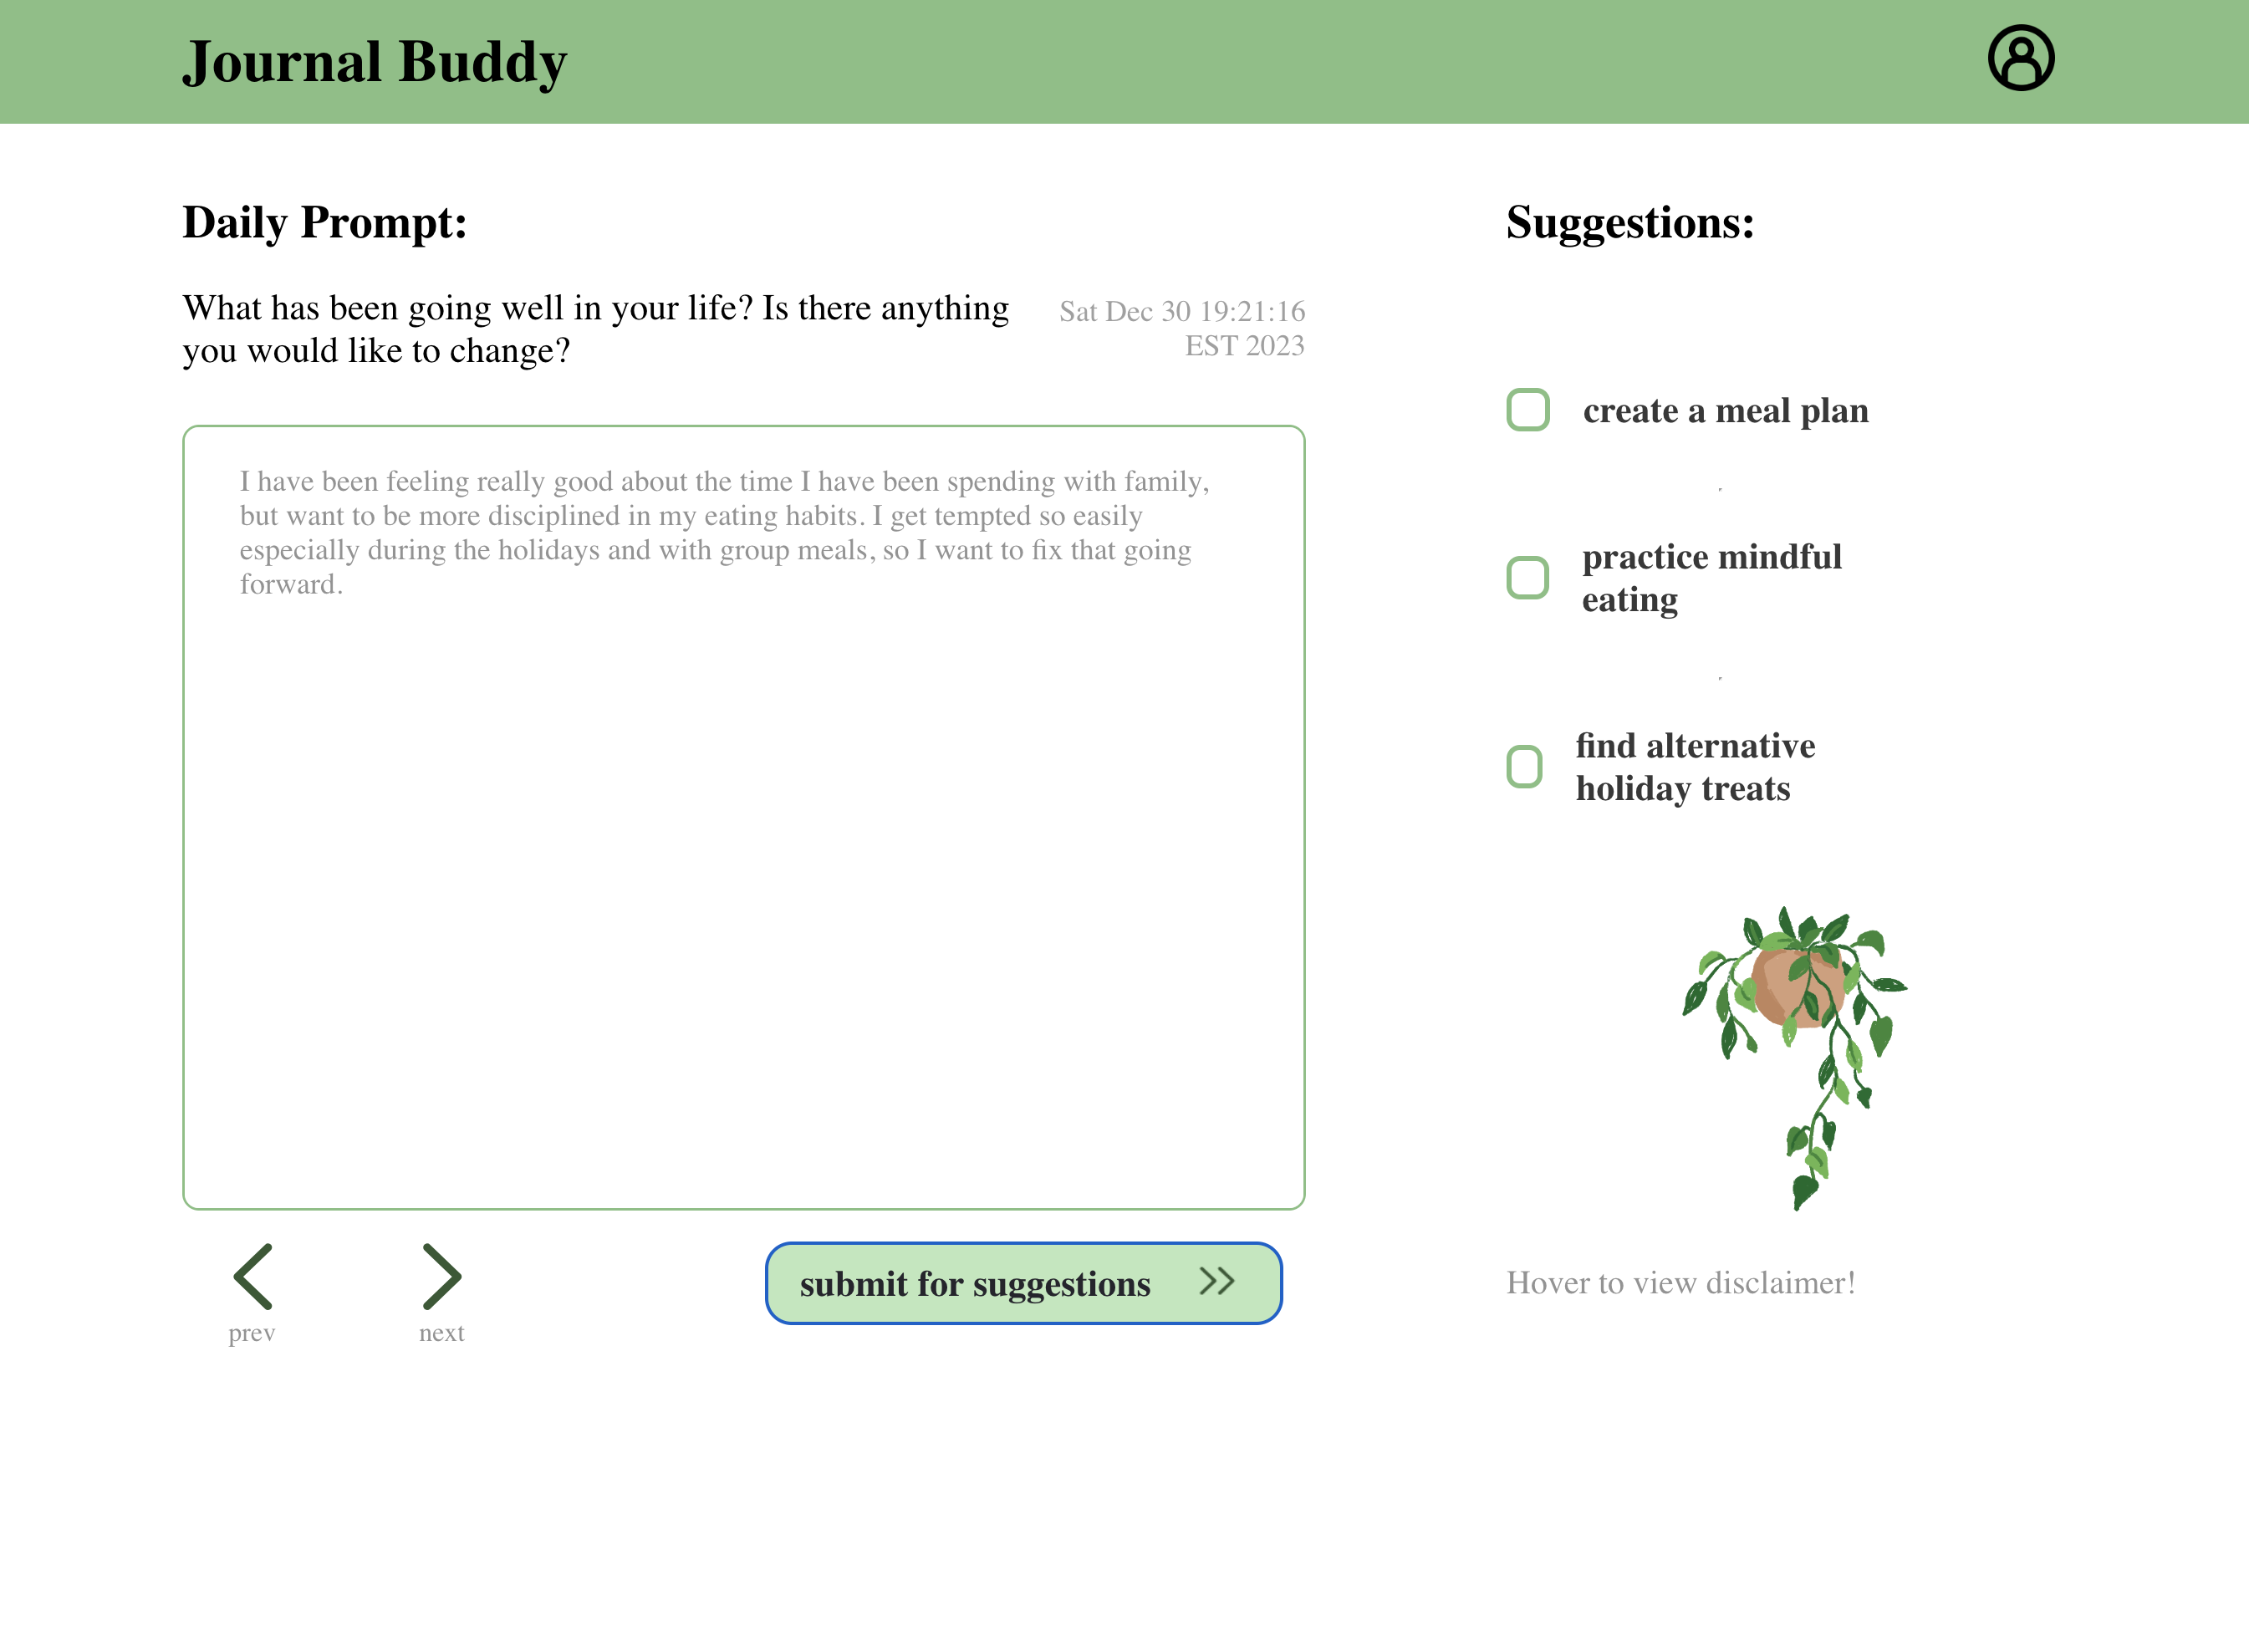 Journal Buddy
Daily Prompt:
What has been going well in your life? Is there anything
you would like to change?
Sat Dec 30 19:21:16
EST 2023
I have been feeling really good about the time I have been spending with family,
but want to be more disciplined in my eating habits. I get tempted so easily
especially during the holidays and with group meals, so I want to fix that going
forward.
prev
next
submit for suggestions
Suggestions:
create a meal plan
practice mindful
eating
find alternative
holiday treats
Hover to view disclaimer!